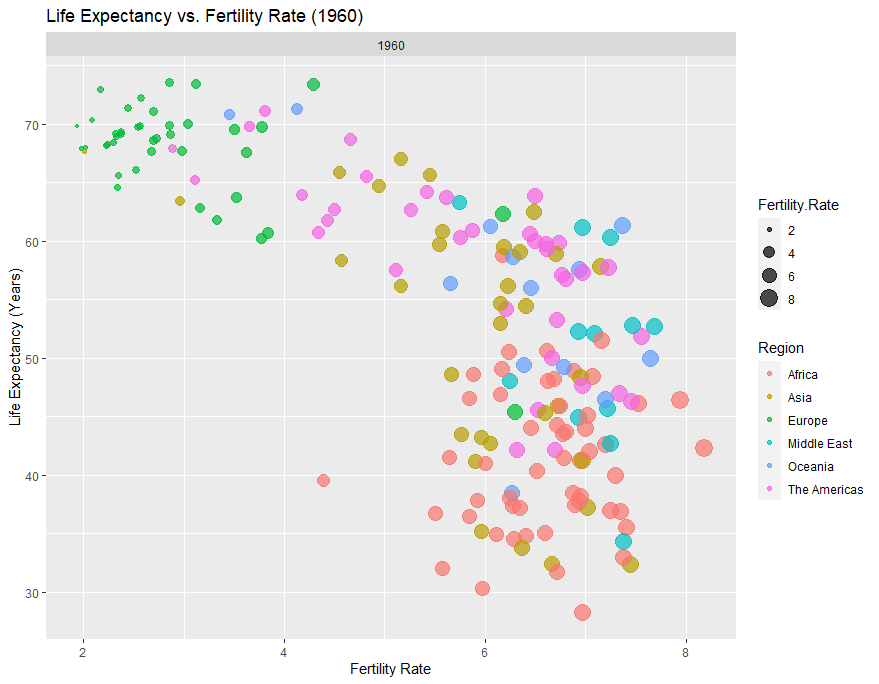 Life Expectancy vs. Fertility Rate (1960)
1960
Life Expectancy (Years)
70
60
50
40
30
2
4
6
8
Fertility Rate
Fertility.Rate
2
4
6
8
Region
Africa
Asia
Europe
Middle East
Oceania
The Americas